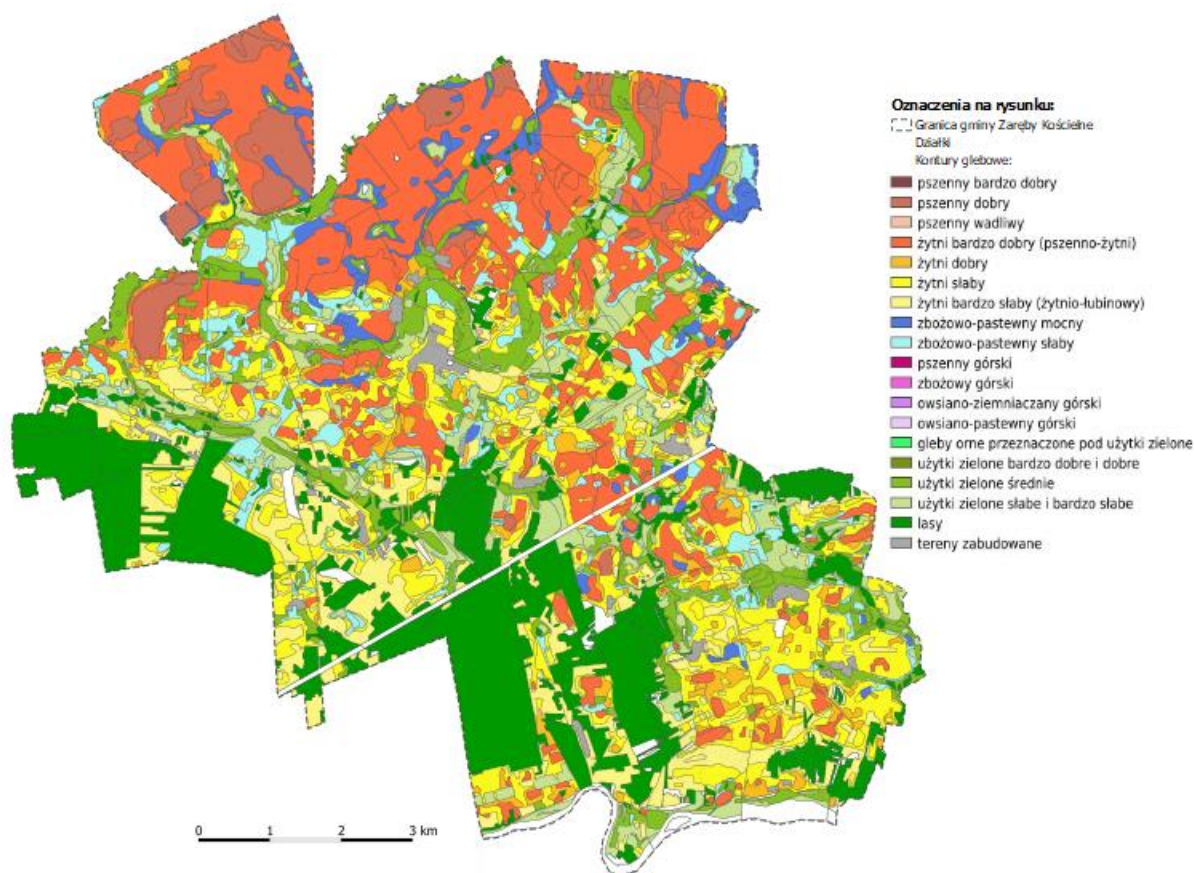 Oznaczenia na rysunku:
Granica gminy Zaręby Kościelne
Działki
Kontury glebowe:
pszenny bardzo dobry
pszenny dobry
pszenny wadliwy
żytni bardzo dobry (pszenno-żytni)
żytni dobry
żytni słaby
żytni bardzo słaby (żytnio-łubinowy)
zbożowo-pastewny mocny
zbożowo-pastewny słaby
pszenny górski
zbożowy górski
owsiano-ziemniaczany górski
owsiano-pastewny górski
gleby orne przeznaczone pod użytki zielone
użytki zielone bardzo dobre i dobre
użytki zielone średnie
użytki zielone słabe i bardzo słabe
lasy
tereny zabudowane
0 1 2 3 km